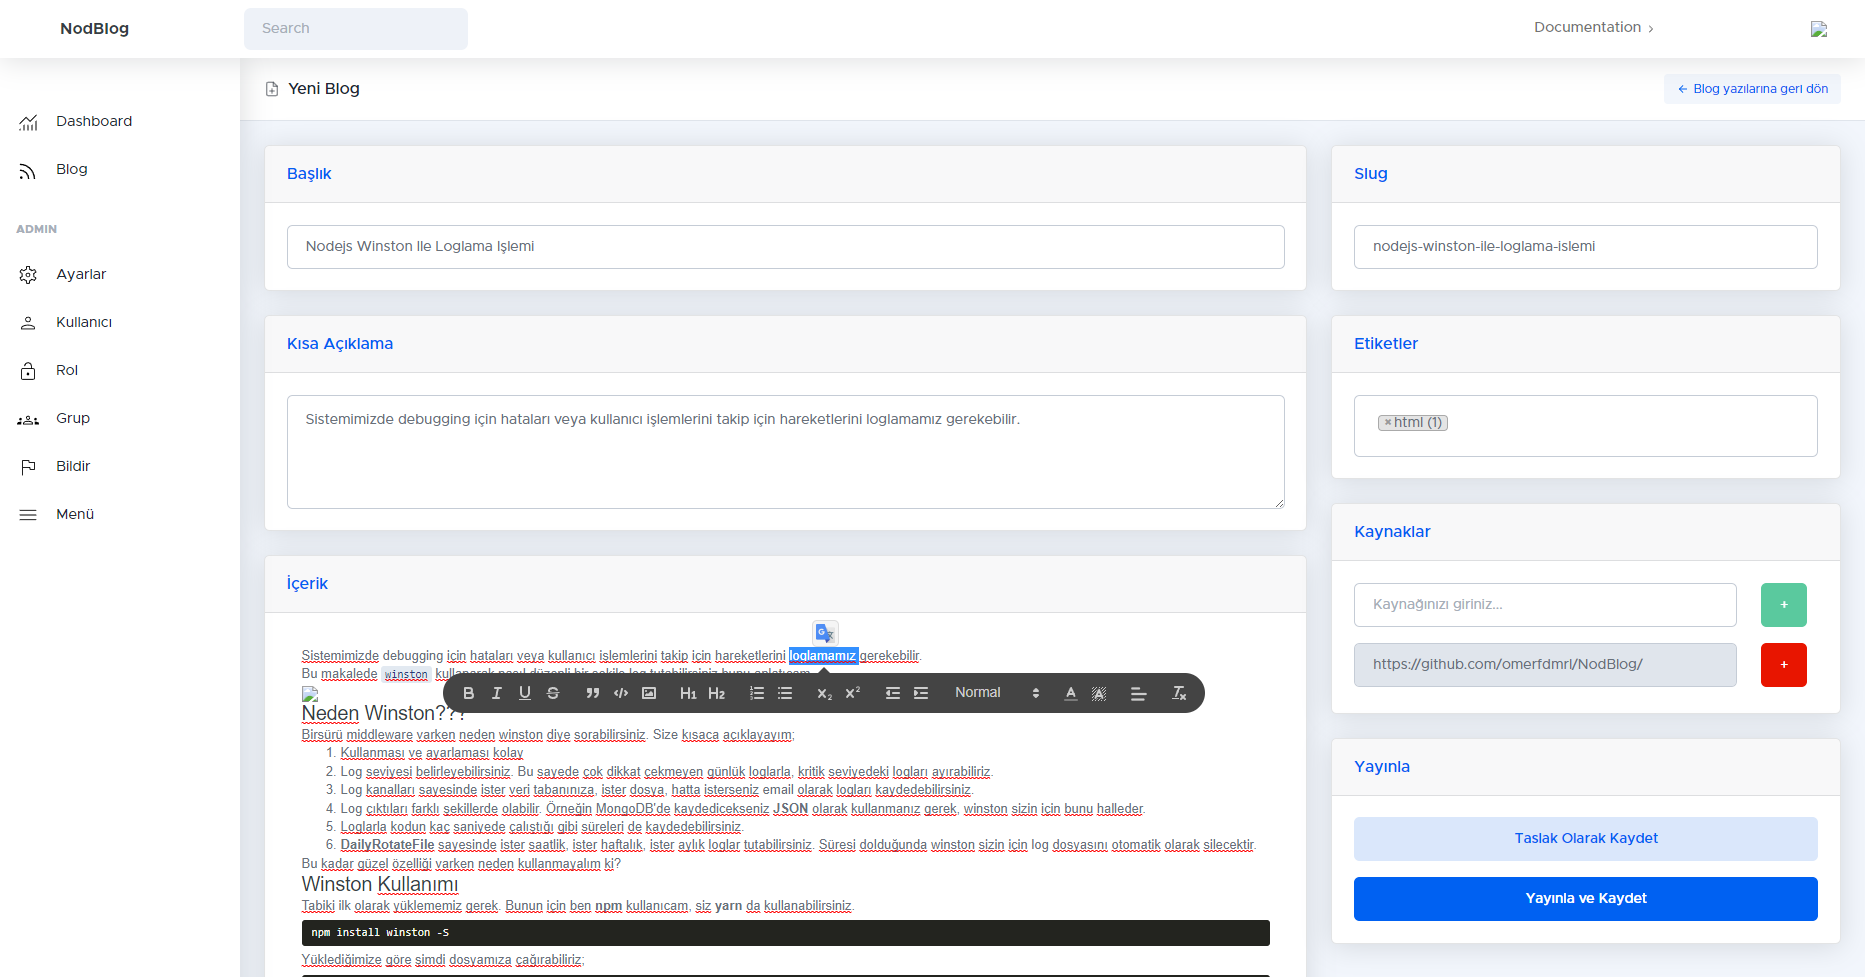 NodBlog
Search
Documentation ›
Dashboard
Blog
ADMIN
Ayarlar
Kullanıcı
Rol
Grup
Bildir
Menü
Yeni Blog
← Blog yazılarına geri dön
Başlık
Nodejs Winston Ile Loglama Işlemi
Kısa Açıklama
Sistemimizde debugging için hataları veya kullanıcı işlemlerini takip için hareketlerini loglamamız gerekebilir.
İçerik
Sistemimizde debugging için hataları veya kullanıcı işlemlerini takip için hareketlerini loglamamız gerekebilir.
Bu makalede winston
Normal
Neden Winston???
Birsürü middleware varken neden winston diye sorabilirsiniz. Size kısaca açıklayayım;
1. Kullanması ve ayarlaması kolay
2. Log seviyesi belirleyebilirsiniz. Bu sayede çok dikkat çekmeyen günlük loglarla, kritik seviyedeki logları ayırabiliriz.
3. Log kanalları sayesinde ister veri tabanınıza, ister dosya, hatta isterseniz email olarak logları kaydedebilirsiniz.
4. Log çıktıları farklı şekillerde olabilir. Örneğin MongoDB'de kaydedicekseniz JSON olarak kullanmanız gerek, winston sizin için bunu halleder.
5. Loglarla kodun kaç saniyede çalıştığı gibi süreleri de kaydedebilirsiniz.
6. DailyRotateFile sayesinde ister saatlik, ister haftalık, ister aylık loglar tutabilirsiniz. Süresi dolduğunda winston sizin için log dosyasını otomatik olarak silecektir.
Bu kadar güzel özelliği varken neden kullanmayalım ki?
Winston Kullanımı
Tabiki ilk olarak yüklememiz gerek. Bunun için ben npm kullanıcam, siz yarn da kullanabilirsiniz.
npm install winston -S
Yüklediğimize göre şimdi dosyamıza çağırabiliriz;
Slug
nodejs-winston-ile-loglama-islemi
Etiketler
× html (1)
Kaynaklar
Kaynağınızı giriniz...
+
https://github.com/omerfdmrl/NodBlog/
+
Yayınla
Taslak Olarak Kaydet
Yayınla ve Kaydet